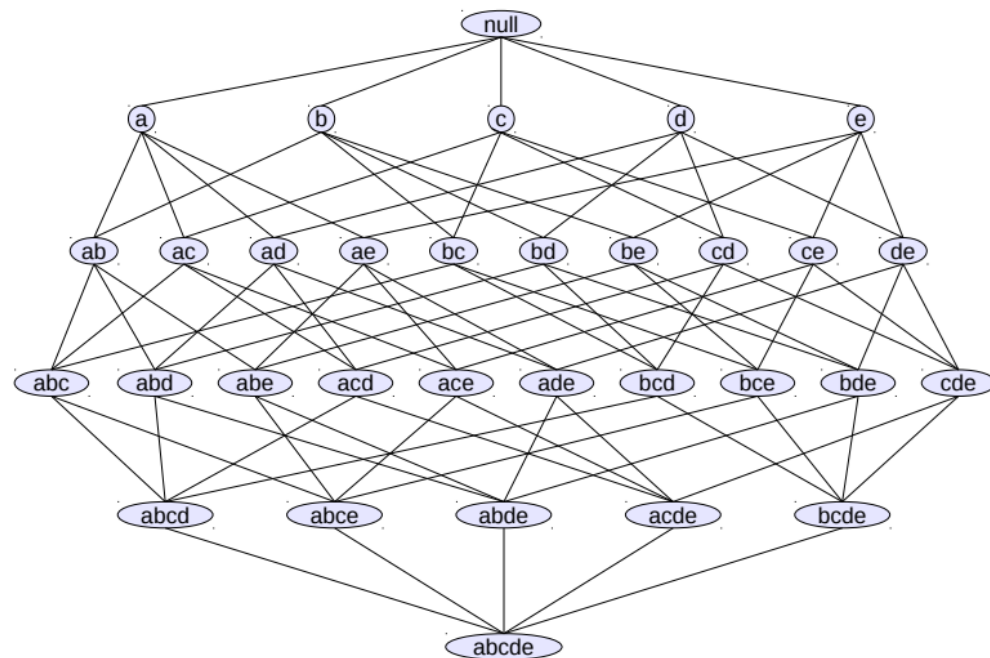 null
a b c d e
ab ac ad ae bc bd be cd ce de
abc abd abe acd ace ade bcd bce bde cde
abcd abce abde acde bcde
abcde